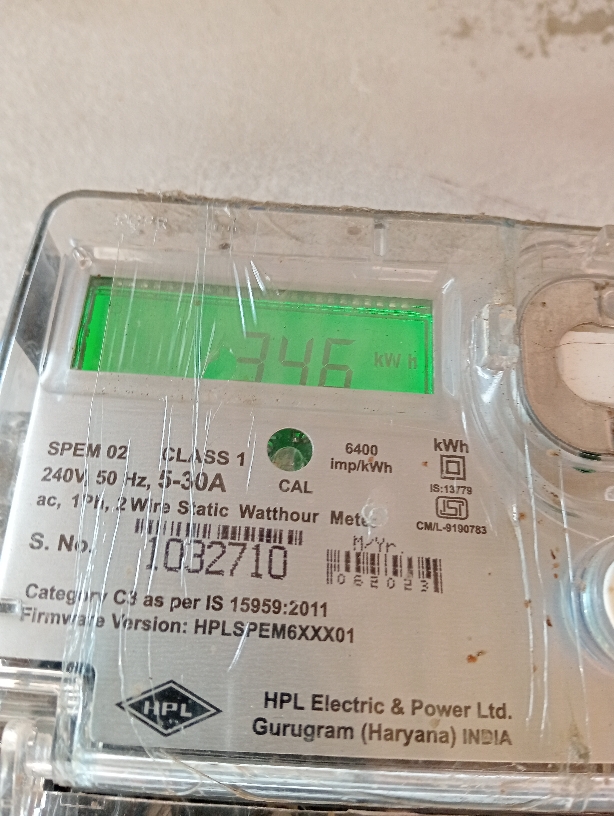 346 kWh
SPEM 02 CLASS 1
240V, 50 Hz, 5-30A
ac, 1Ph, 2 Wire Static Watthour Meter
CAL
6400
imp/kWh
kWh
IS:13779
ISI
CM/L-9190783
S. No. 1032710
M/Yr.
062023
Category C3 as per IS 15959:2011
Firmware Version: HPLSPEM6XXX01
HPL
HPL Electric & Power Ltd.
Gurugram (Haryana) INDIA